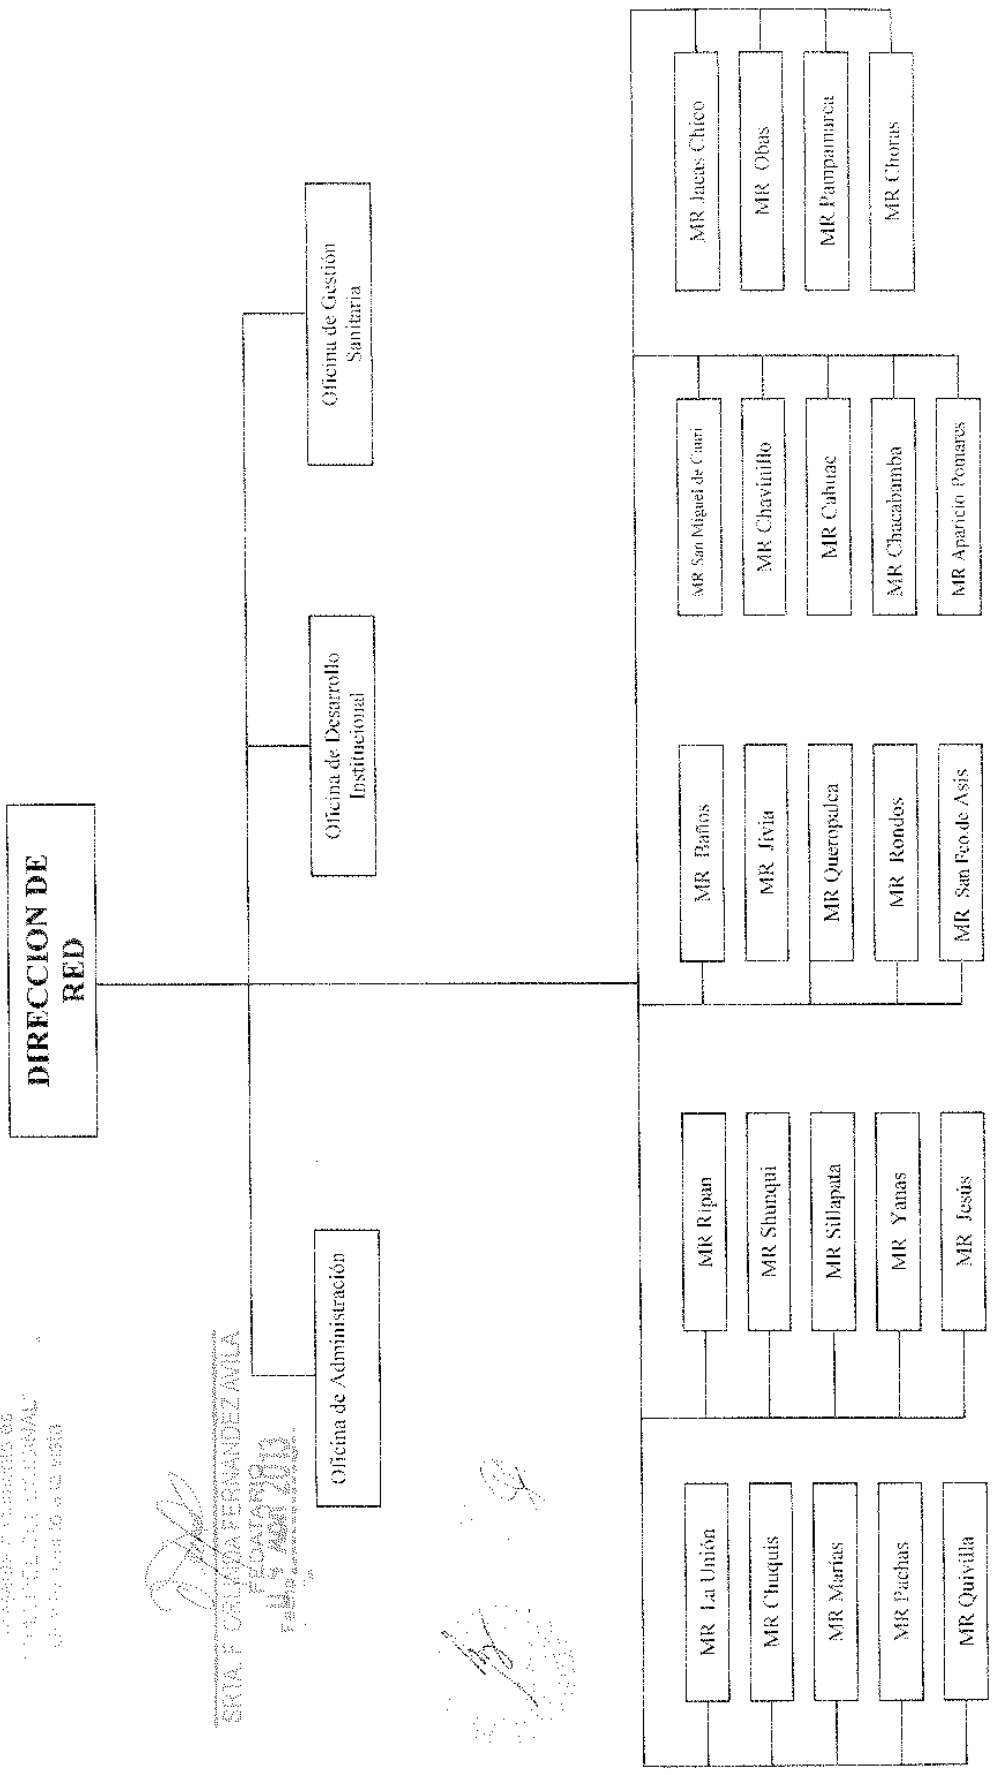 DIRECCION DE
RED
Oficina de Administración
Oficina de Desarrollo
Institucional
Oficina de Gestión
Sanitaria
MR La Unión
MR Chuquis
MR Marías
MR Pachas
MR Quivilla
MR Ripan
MR Shunqui
MR Sillapata
MR Yanas
MR Jesús
MR Baños
MR Jivia
MR Queropalca
MR Rondos
MR San Fco.de Asis
MR San Miguel de Cauri
MR Chavinillo
MR Cahuac
MR Chacabamba
MR Aparicio Pomares
MR Jacas Chico
MR Obas
MR Pampamarca
MR Choras
SRTA. F
FERNANDEZ AVILA
FEDATARIO
2013